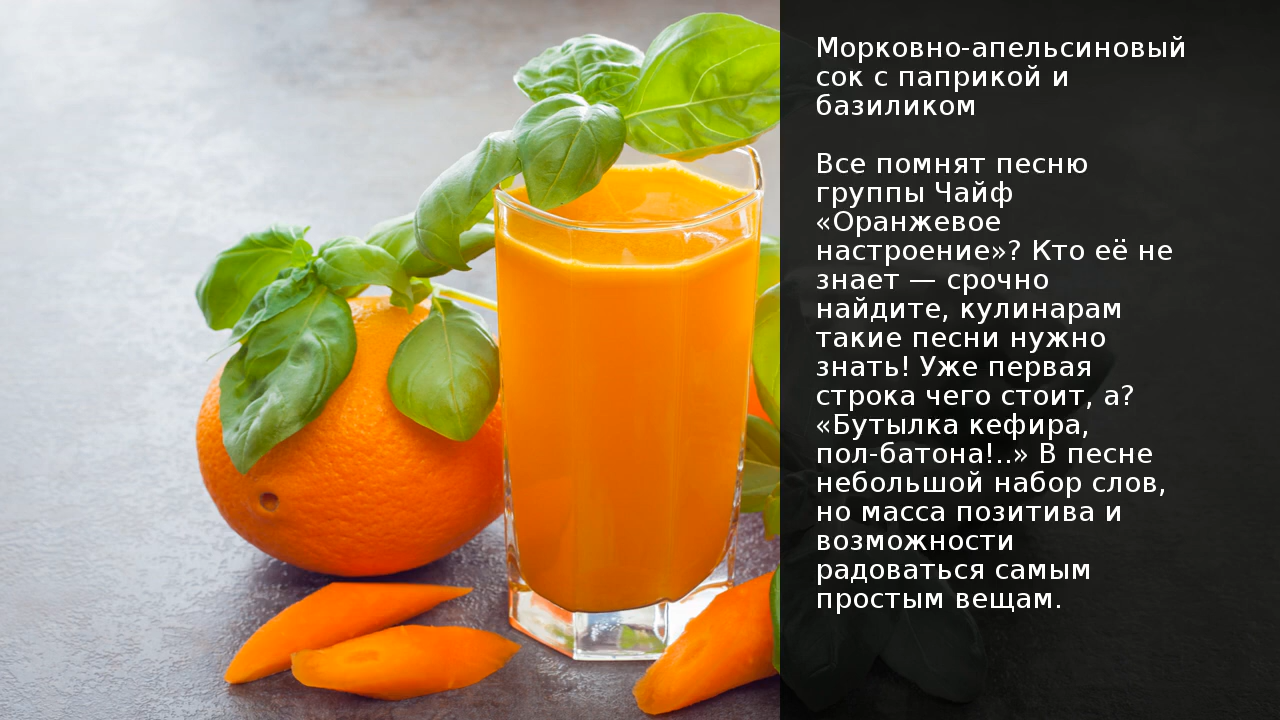 Морковно-апельсиновый
сок с паприкой и
базиликом
Все помнят песню
группы Чайф
«Оранжевое
настроение»? Кто её не
знает — срочно
найдите, кулинарам
такие песни нужно
знать! Уже первая
строка чего стоит, а?
«Бутылка кефира,
пол-батона!..» В песне
небольшой набор слов,
но масса позитива и
возможности
радоваться самым
простым вещам.